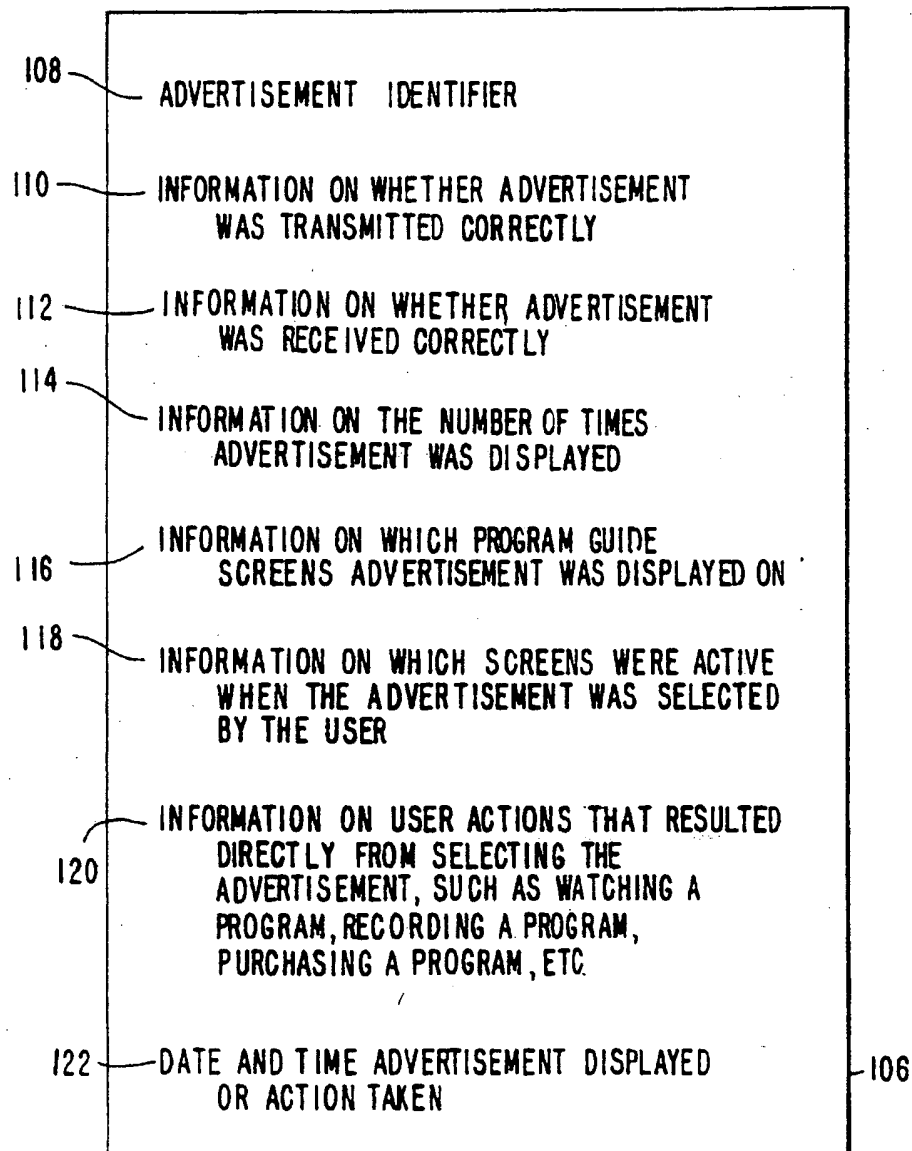 108
ADVERTISEMENT IDENTIFIER
110
INFORMATION ON WHETHER ADVERTISEMENT
WAS TRANSMITTED CORRECTLY
112
INFORMATION ON WHETHER ADVERTISEMENT
WAS RECEIVED CORRECTLY
114
INFORMATION ON THE NUMBER OF TIMES
ADVERTISEMENT WAS DISPLAYED
116
INFORMATION ON WHICH PROGRAM GUIDE
SCREENS ADVERTISEMENT WAS DISPLAYED ON
118
INFORMATION ON WHICH SCREENS WERE ACTIVE
WHEN THE ADVERTISEMENT WAS SELECTED
BY THE USER
120
INFORMATION ON USER ACTIONS THAT RESULTED
DIRECTLY FROM SELECTING THE
ADVERTISEMENT, SUCH AS WATCHING A
PROGRAM, RECORDING A PROGRAM,
PURCHASING A PROGRAM, ETC.
122
DATE AND TIME ADVERTISEMENT DISPLAYED
OR ACTION TAKEN
106